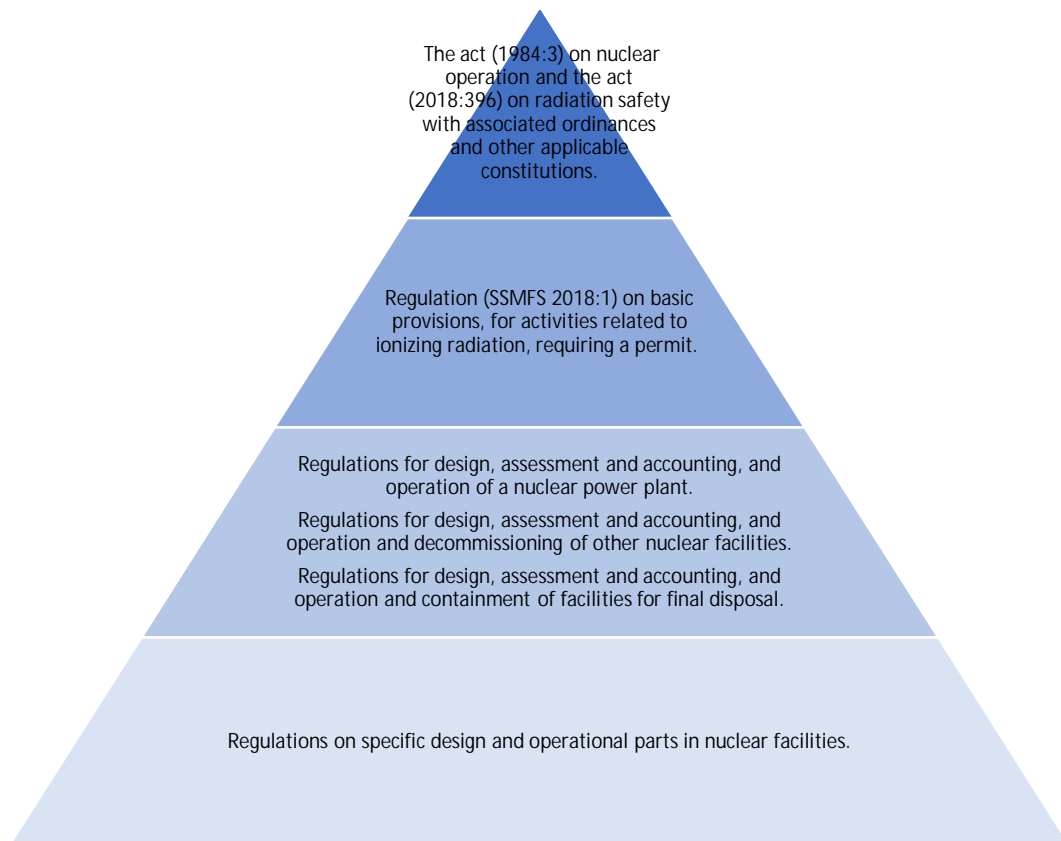 The act (1984:3) on nuclear
operation and the act
(2018:396) on radiation safety
with associated ordinances
and other applicable
constitutions.
Regulation (SSMFS 2018:1) on basic
provisions, for activities related to
ionizing radiation, requiring a permit.
Regulations for design, assessment and accounting, and
operation of a nuclear power plant.
Regulations for design, assessment and accounting, and
operation and decommissioning of other nuclear facilities.
Regulations for design, assessment and accounting, and
operation and containment of facilities for final disposal.
Regulations on specific design and operational parts in nuclear facilities.